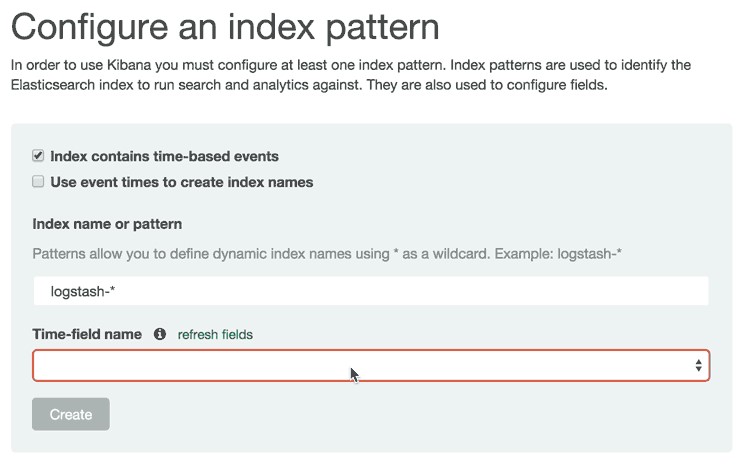 Configure an index pattern
In order to use Kibana you must configure at least one index pattern. Index patterns are used to identify the
Elasticsearch index to run search and analytics against. They are also used to configure fields.
Index contains time-based events
Use event times to create index names
Index name or pattern
Patterns allow you to define dynamic index names using * as a wildcard. Example: logstash-*
logstash-*
Time-field name refresh fields
Create